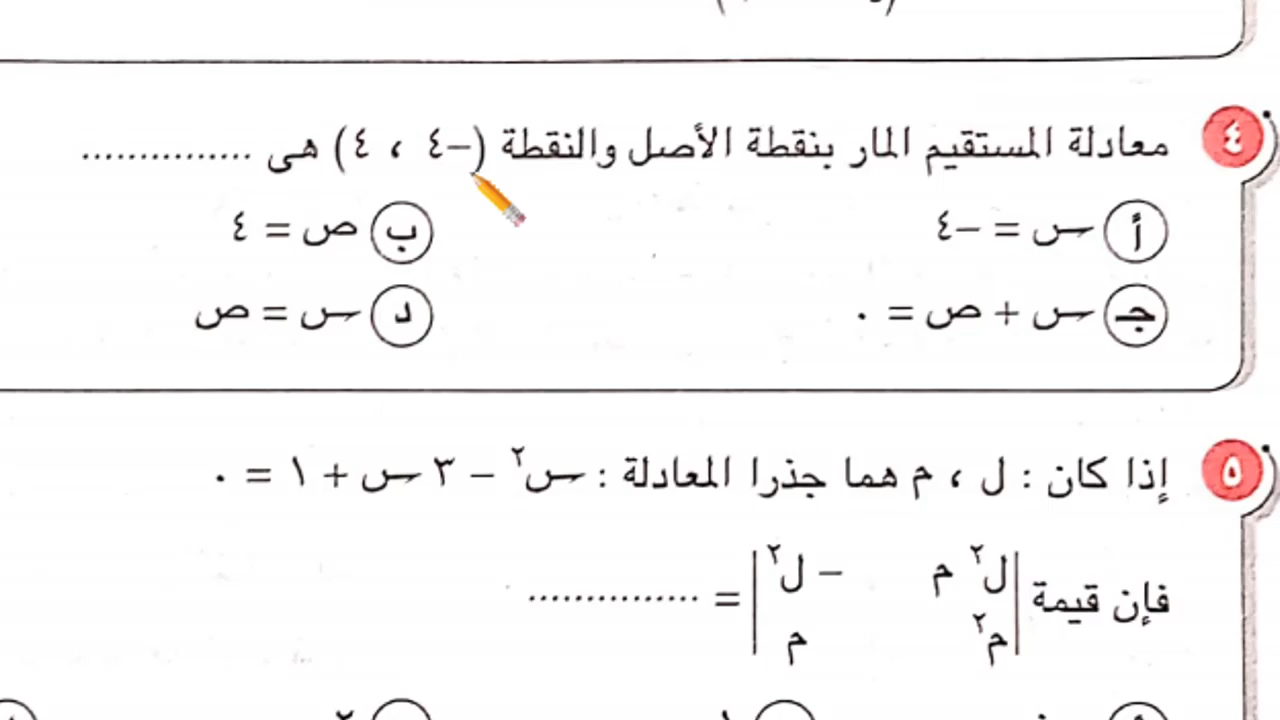 ٤ معادلة المستقيم المار بنقطة الأصل والنقطة (–٤ ، ٤) هى ...............
أ س = –٤ ب ص = ٤
جـ س + ص = ٠ د س = ص
٥ إذا كان : ل ، م هما جذرا المعادلة : س٢ – ٣ س + ١ = ٠
فإن قيمة | ل٢ م – ل٢ | = ...............
م٢ م